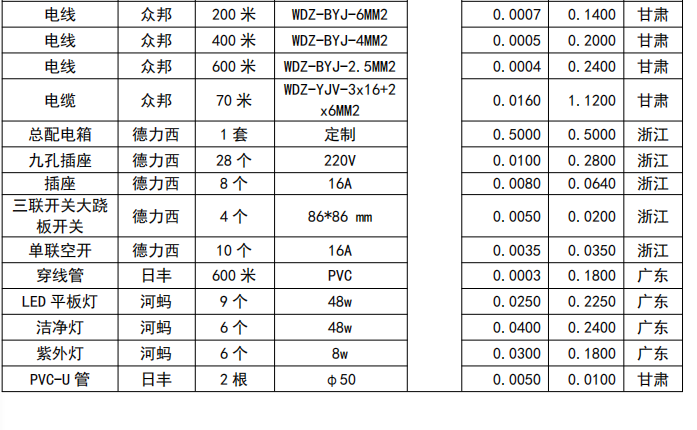 电线 众邦 200 米 WDZ-BYJ-6MM2 0.0007 0.1400 甘肃
电线 众邦 400 米 WDZ-BYJ-4MM2 0.0005 0.2000 甘肃
电线 众邦 600 米 WDZ-BYJ-2.5MM2 0.0004 0.2400 甘肃
电缆 众邦 70 米 WDZ-YJV-3x16+2
x6MM2 0.0160 1.1200 甘肃
总配电箱 德力西 1 套 定制 0.5000 0.5000 浙江
九孔插座 德力西 28 个 220V 0.0100 0.2800 浙江
插座 德力西 8 个 16A 0.0080 0.0640 浙江
三联开关大跷
板开关 德力西 4 个 86*86 mm 0.0050 0.0200 浙江
单联空开 德力西 10 个 16A 0.0035 0.0350 浙江
穿线管 日丰 600 米 PVC 0.0003 0.1800 广东
LED 平板灯 河蚂 9 个 48w 0.0250 0.2250 广东
洁净灯 河蚂 6 个 48w 0.0400 0.2400 广东
紫外灯 河蚂 6 个 8w 0.0300 0.1800 广东
PVC-U 管 日丰 2 根 φ50 0.0050 0.0100 甘肃